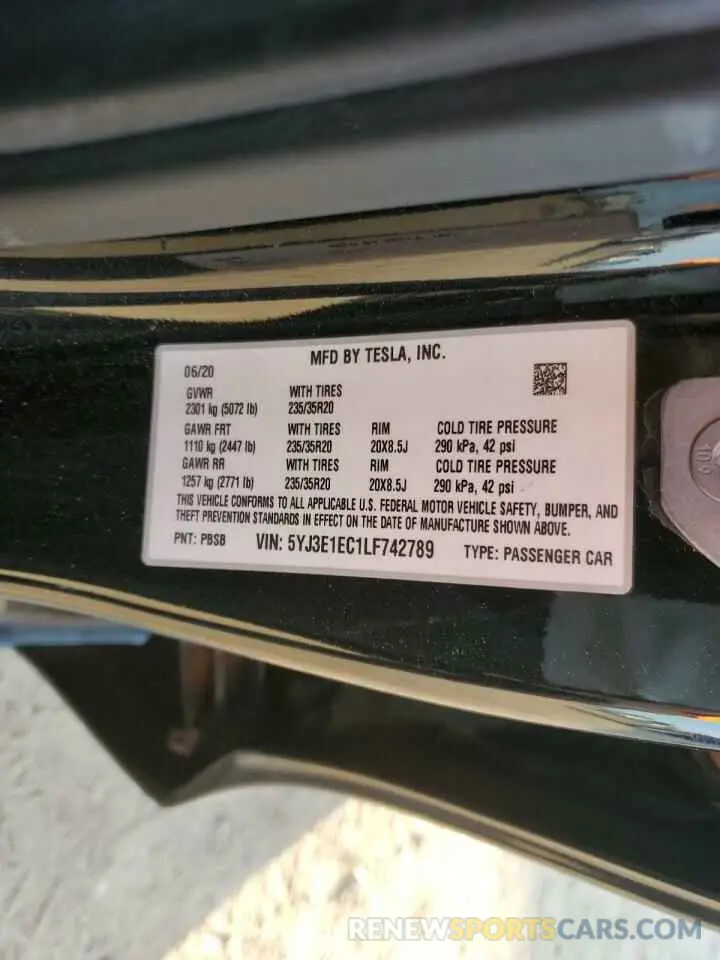 MFD BY TESLA, INC.
06/20
GVWR WITH TIRES
2301 kg (5072 lb) 235/35R20
GAWR FRT WITH TIRES RIM COLD TIRE PRESSURE
1110 kg (2447 lb) 235/35R20 20X8.5J 290 kPa, 42 psi
GAWR RR WITH TIRES RIM COLD TIRE PRESSURE
1257 kg (2771 lb) 235/35R20 20X8.5J 290 kPa, 42 psi
THIS VEHICLE CONFORMS TO ALL APPLICABLE U.S. FEDERAL MOTOR VEHICLE SAFETY, BUMPER, AND
THEFT PREVENTION STANDARDS IN EFFECT ON THE DATE OF MANUFACTURE SHOWN ABOVE.
PNT: PBSB VIN: 5YJ3E1EC1LF742789 TYPE: PASSENGER CAR
RENEWSPORTSCARS.COM